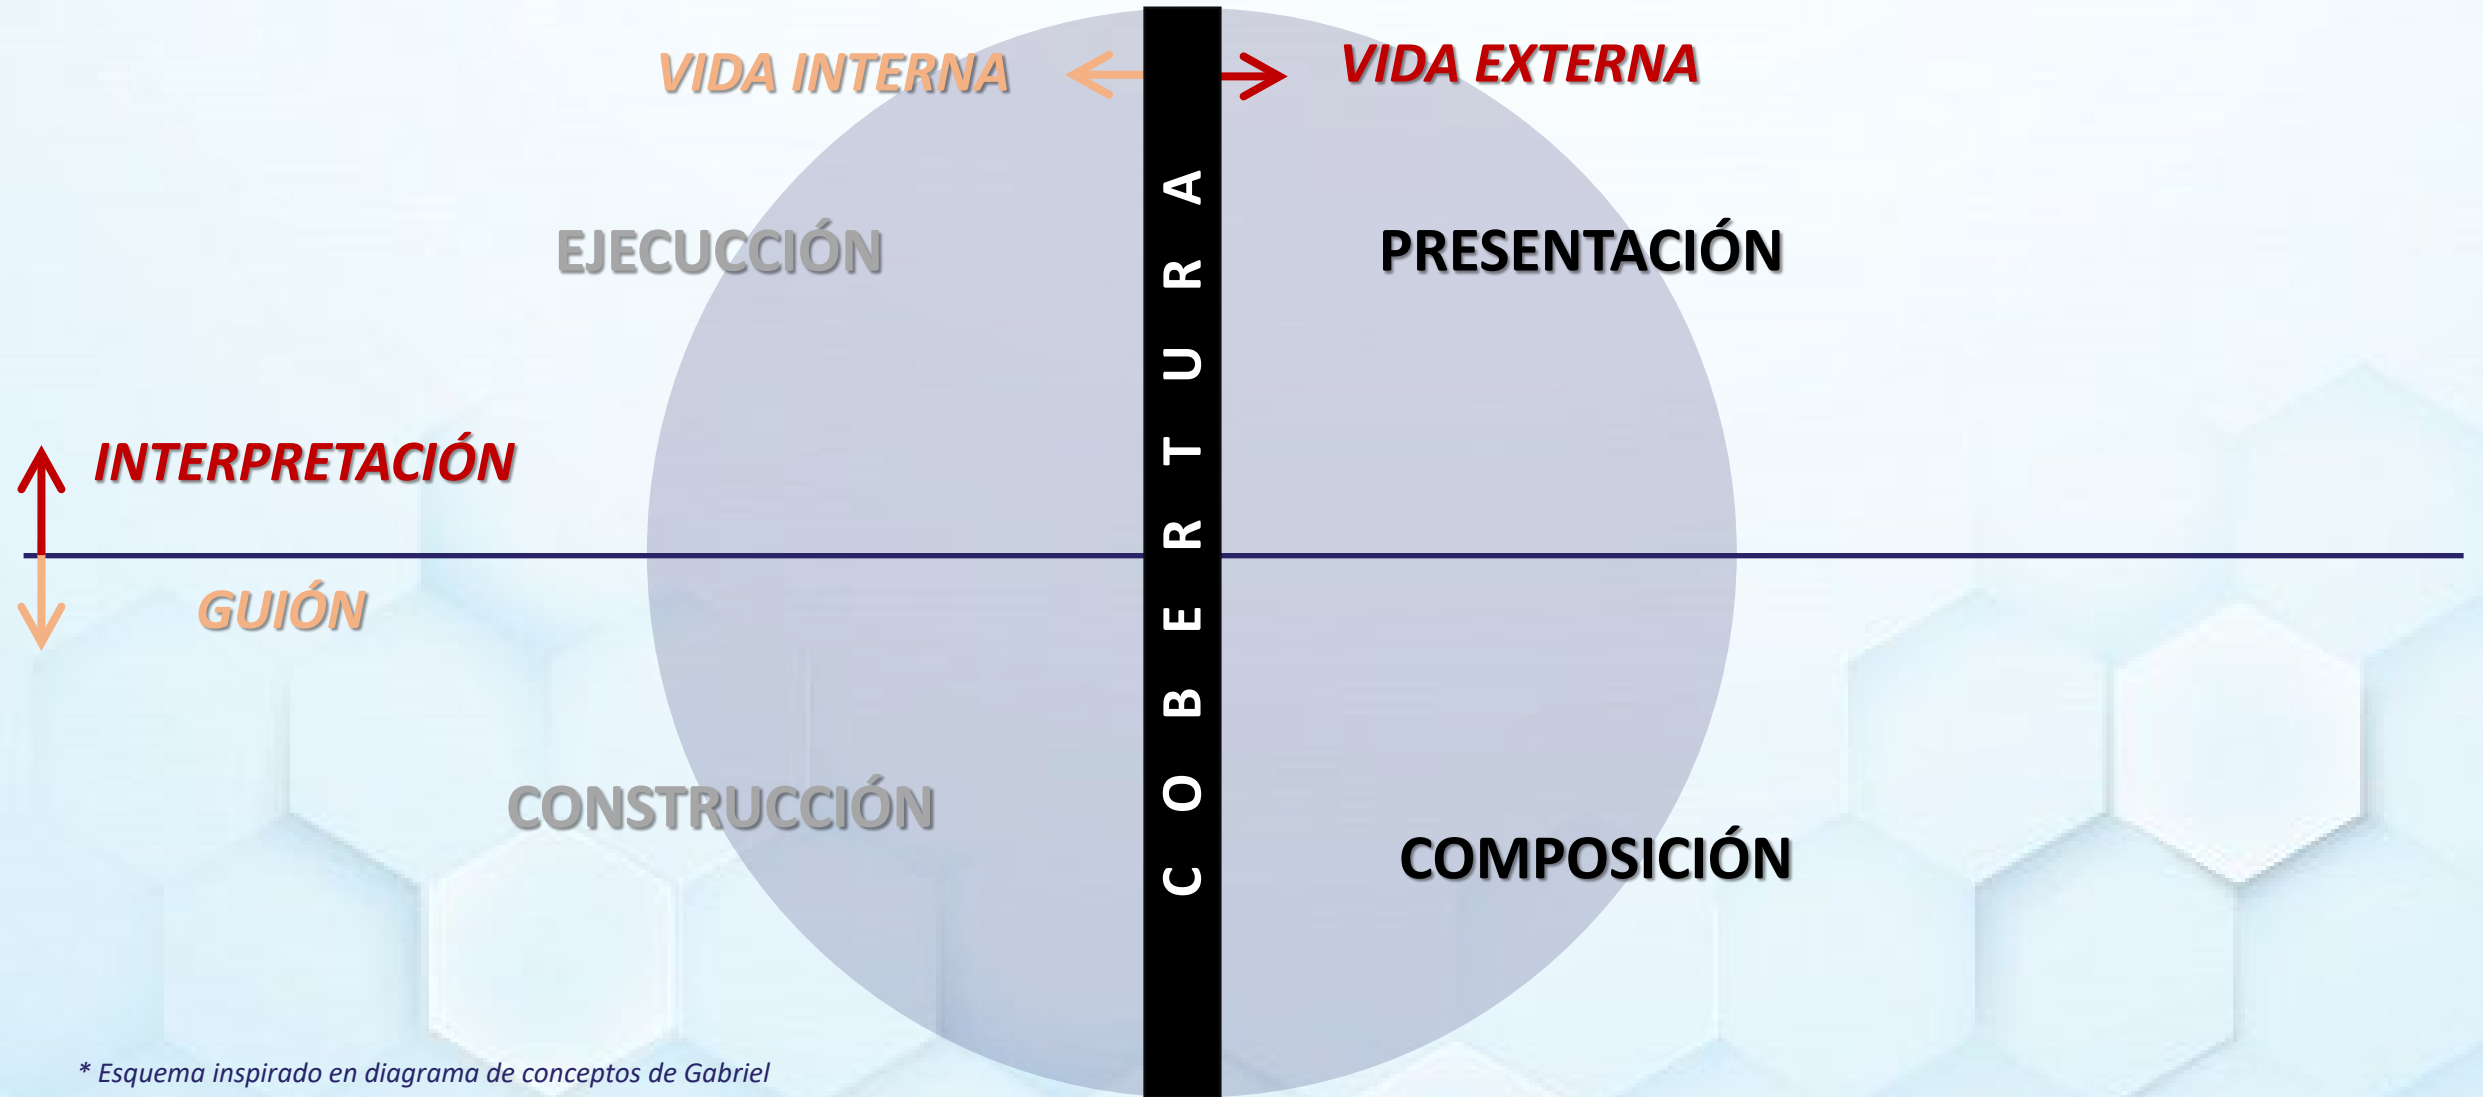 VIDA INTERNA
VIDA EXTERNA
EJECUCCIÓN
PRESENTACIÓN
COBERTURA
INTERPRETACIÓN
GUIÓN
CONSTRUCCIÓN
COMPOSICIÓN
* Esquema inspirado en diagrama de conceptos de Gabriel